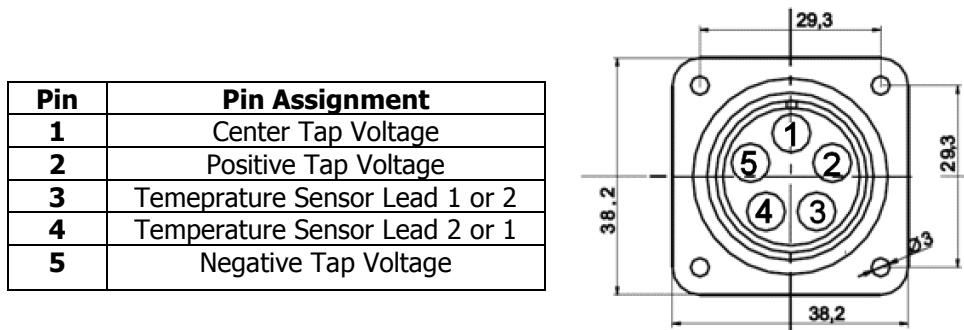 Pin Pin Assignment
1 Center Tap Voltage
2 Positive Tap Voltage
3 Temeprature Sensor Lead 1 or 2
4 Temperature Sensor Lead 2 or 1
5 Negative Tap Voltage
29,3
1
5 2
29,3
38,2
4 3
Ø3
38,2